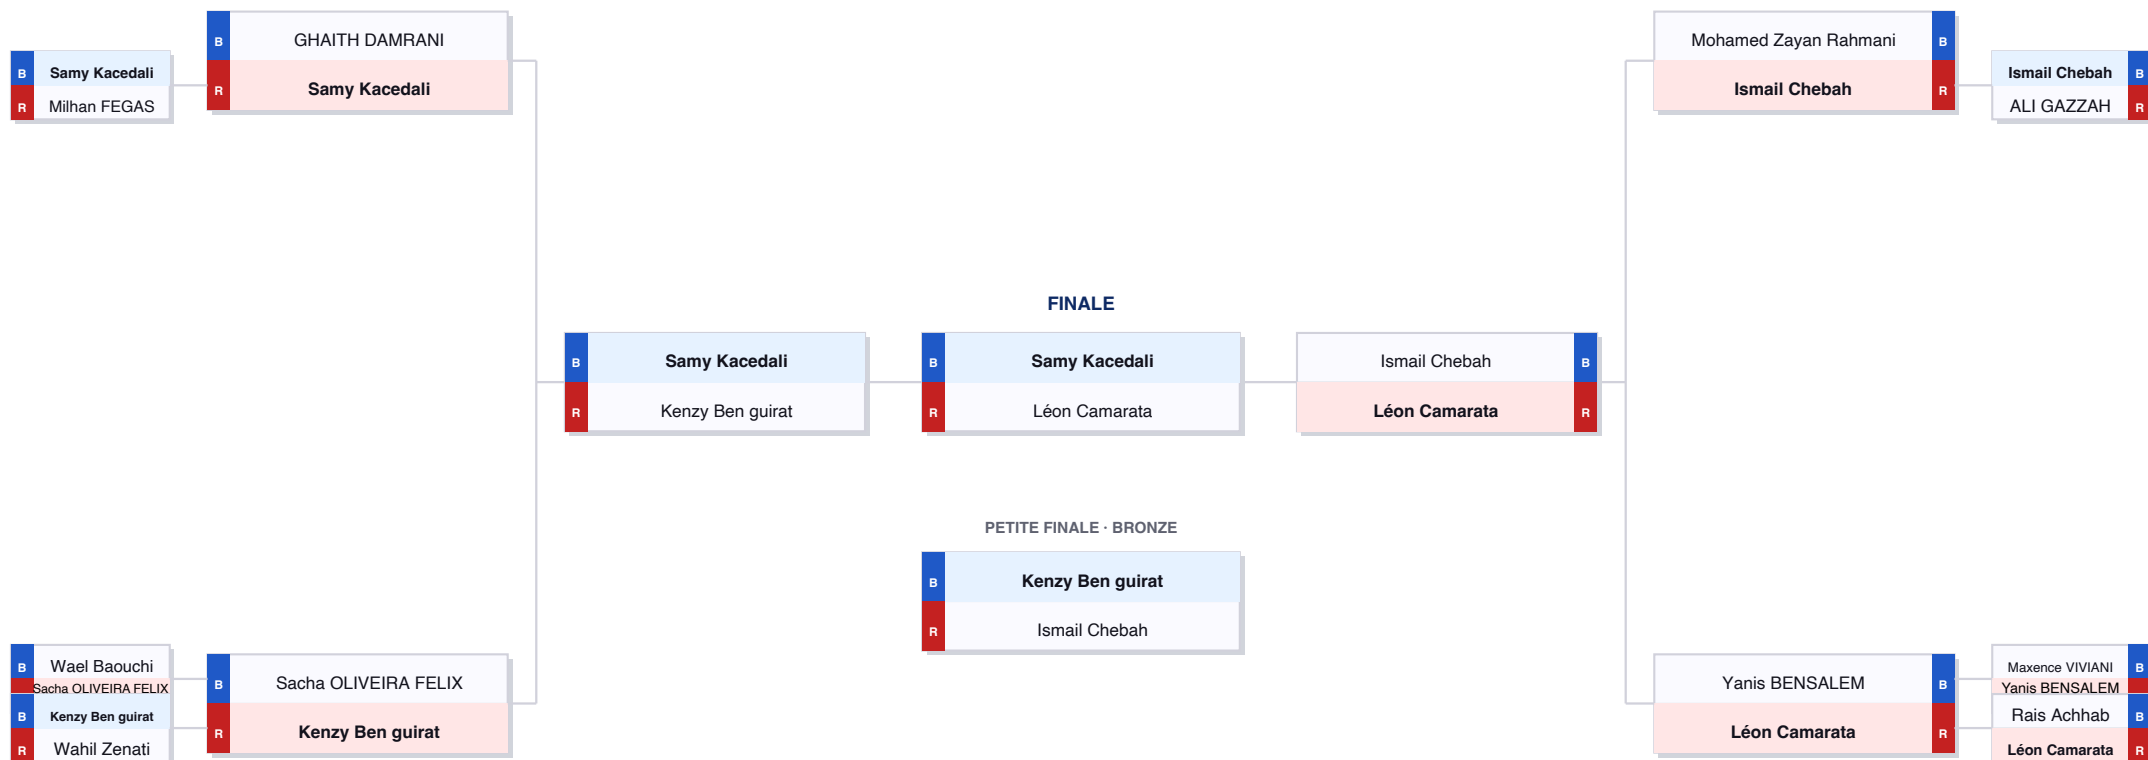 B GHAITH DAMRANI
R Samy Kacedali
B Samy Kacedali
R Milhan FEGAS
Mohamed Zayan Rahmani B
Ismail Chebah R
Ismail Chebah B
ALI GAZZAH R
FINALE
B Samy Kacedali
R Kenzy Ben guirat
B Samy Kacedali
R Léon Camarata
Ismail Chebah B
Léon Camarata R
PETITE FINALE · BRONZE
B Kenzy Ben guirat
R Ismail Chebah
B Wael Baouchi
Sacha OLIVEIRA FELIX
B Kenzy Ben guirat
R Wahil Zenati
B Sacha OLIVEIRA FELIX
R Kenzy Ben guirat
Yanis BENSALEM B
Léon Camarata R
Maxence VIVIANI B
Yanis BENSALEM
Rais Achhab B
Léon Camarata R